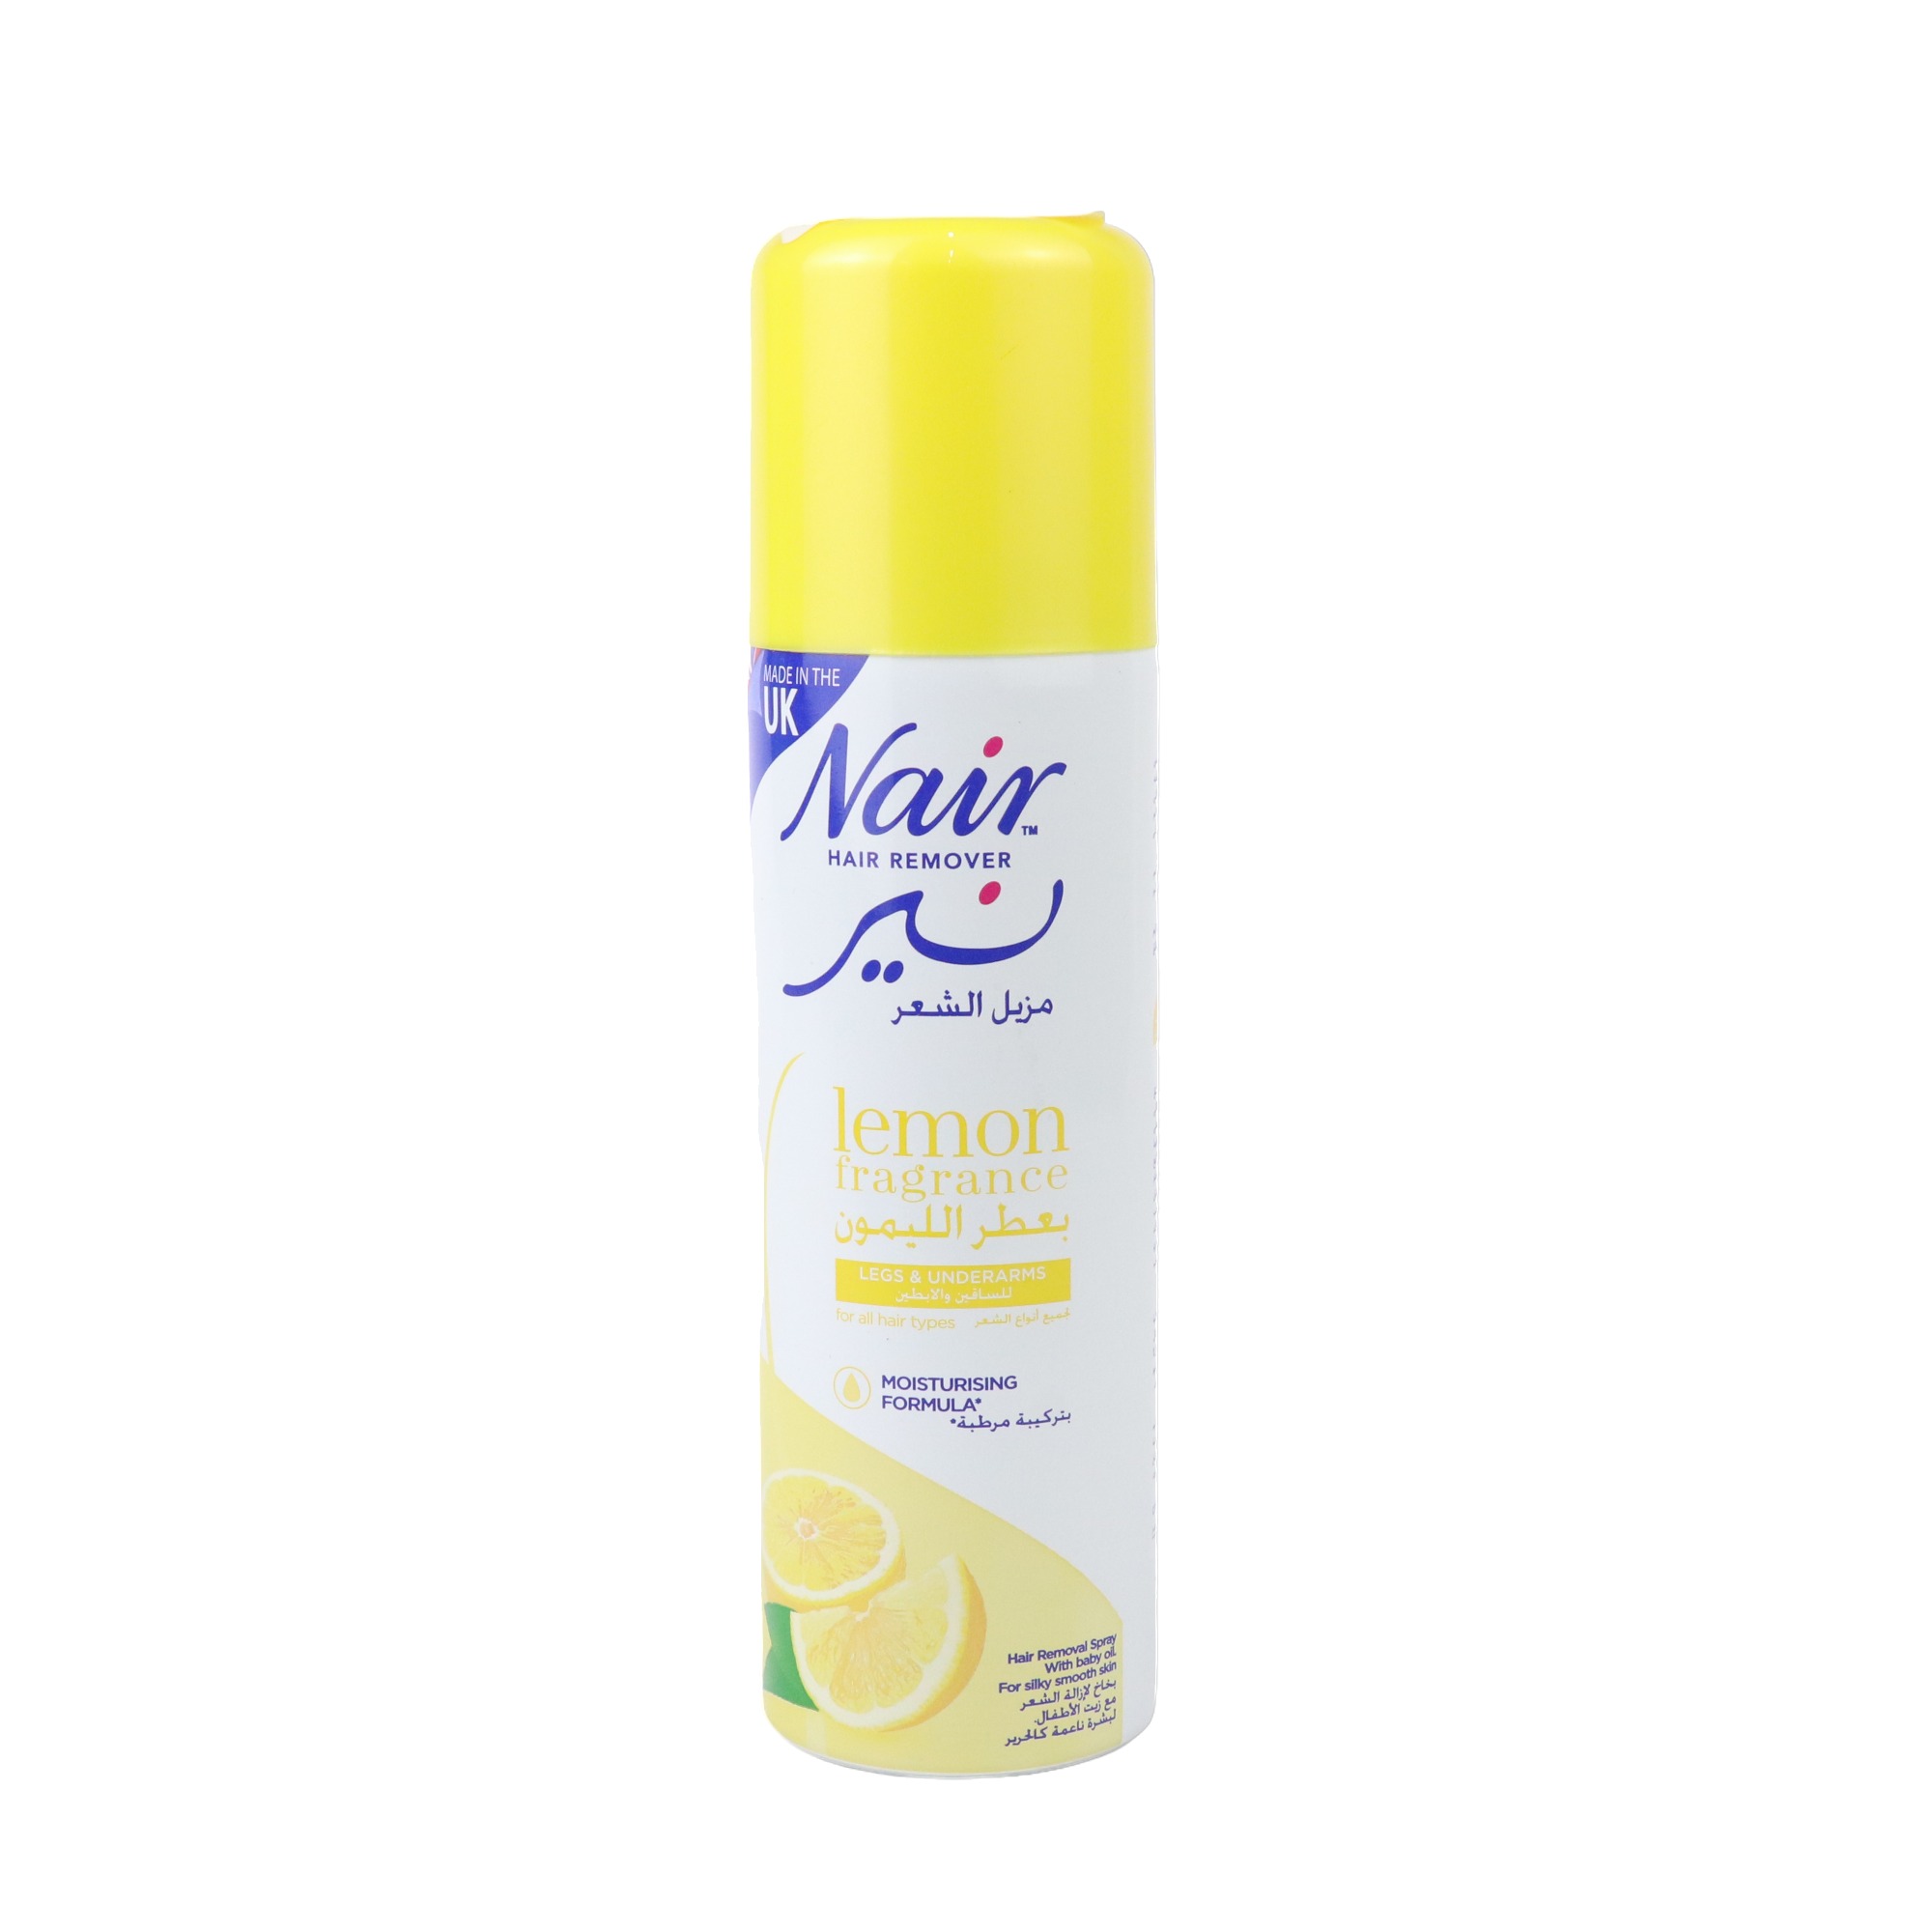 MADE IN THE
UK
Nair™
HAIR REMOVER
نير
مزيل الشعر
lemon
fragrance
بعطر الليمون
LEGS & UNDERARMS
للساقين والابطين
for all hair types لجميع أنواع الشعر
MOISTURISING
FORMULA*
بتركيبة مرطبة*
Hair Removal Spray
With baby oil.
For silky smooth skin
بخاخ لإزالة الشعر
مع زيت الأطفال.
لبشرة ناعمة كالحرير